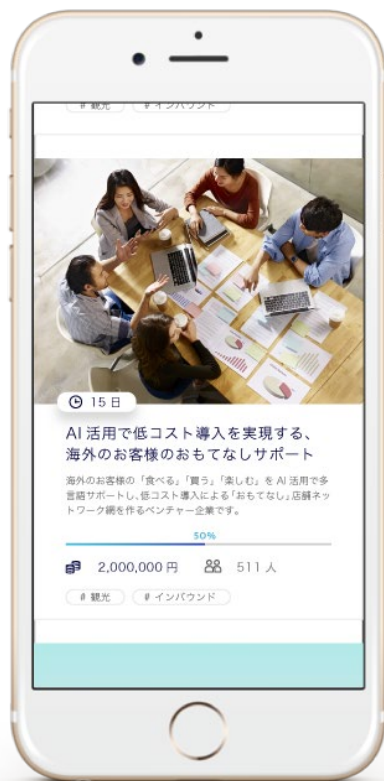 # 観光 # インバウンド
15 日
AI 活用で低コスト導入を実現する、
海外のお客様のおもてなしサポート
海外のお客様の「食べる」「買う」「楽しむ」を AI 活用で多
言語サポートし、低コスト導入による「おもてなし」店舗ネッ
トワーク網を作るベンチャー企業です。
50%
2,000,000 円 511 人
# 観光 # インバウンド